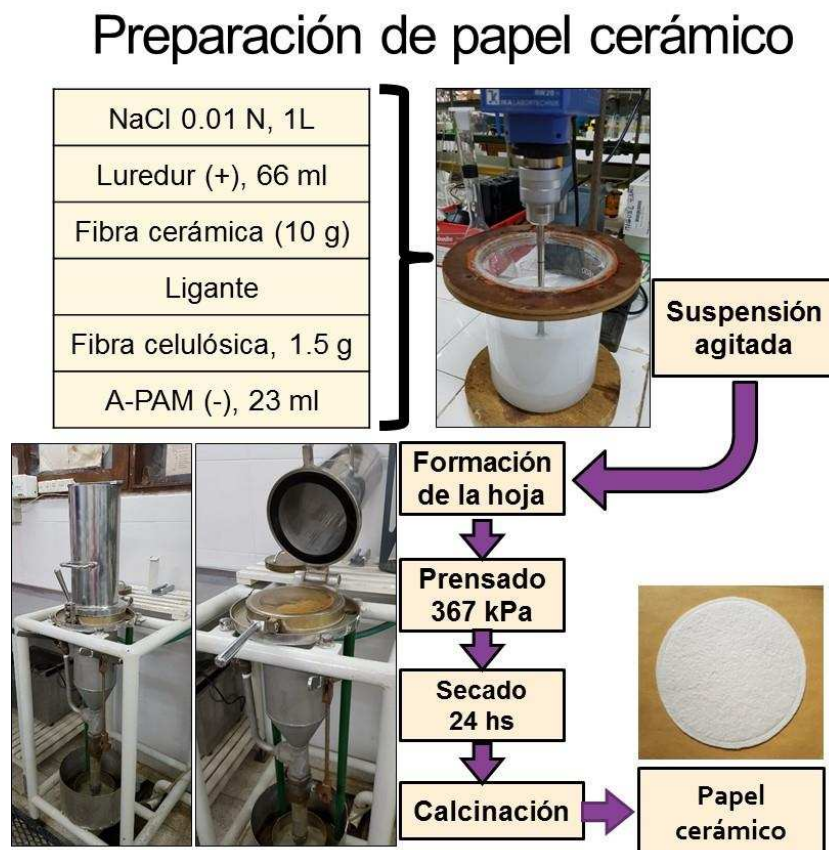 Preparación de papel cerámico
NaCl 0.01 N, 1L
Luredur (+), 66 ml
Fibra cerámica (10 g)
Ligante
Fibra celulósica, 1.5 g
A-PAM (-), 23 ml
Suspensión
agitada
Formación
de la hoja
Prensado
367 kPa
Secado
24 hs
Calcinación
Papel
cerámico